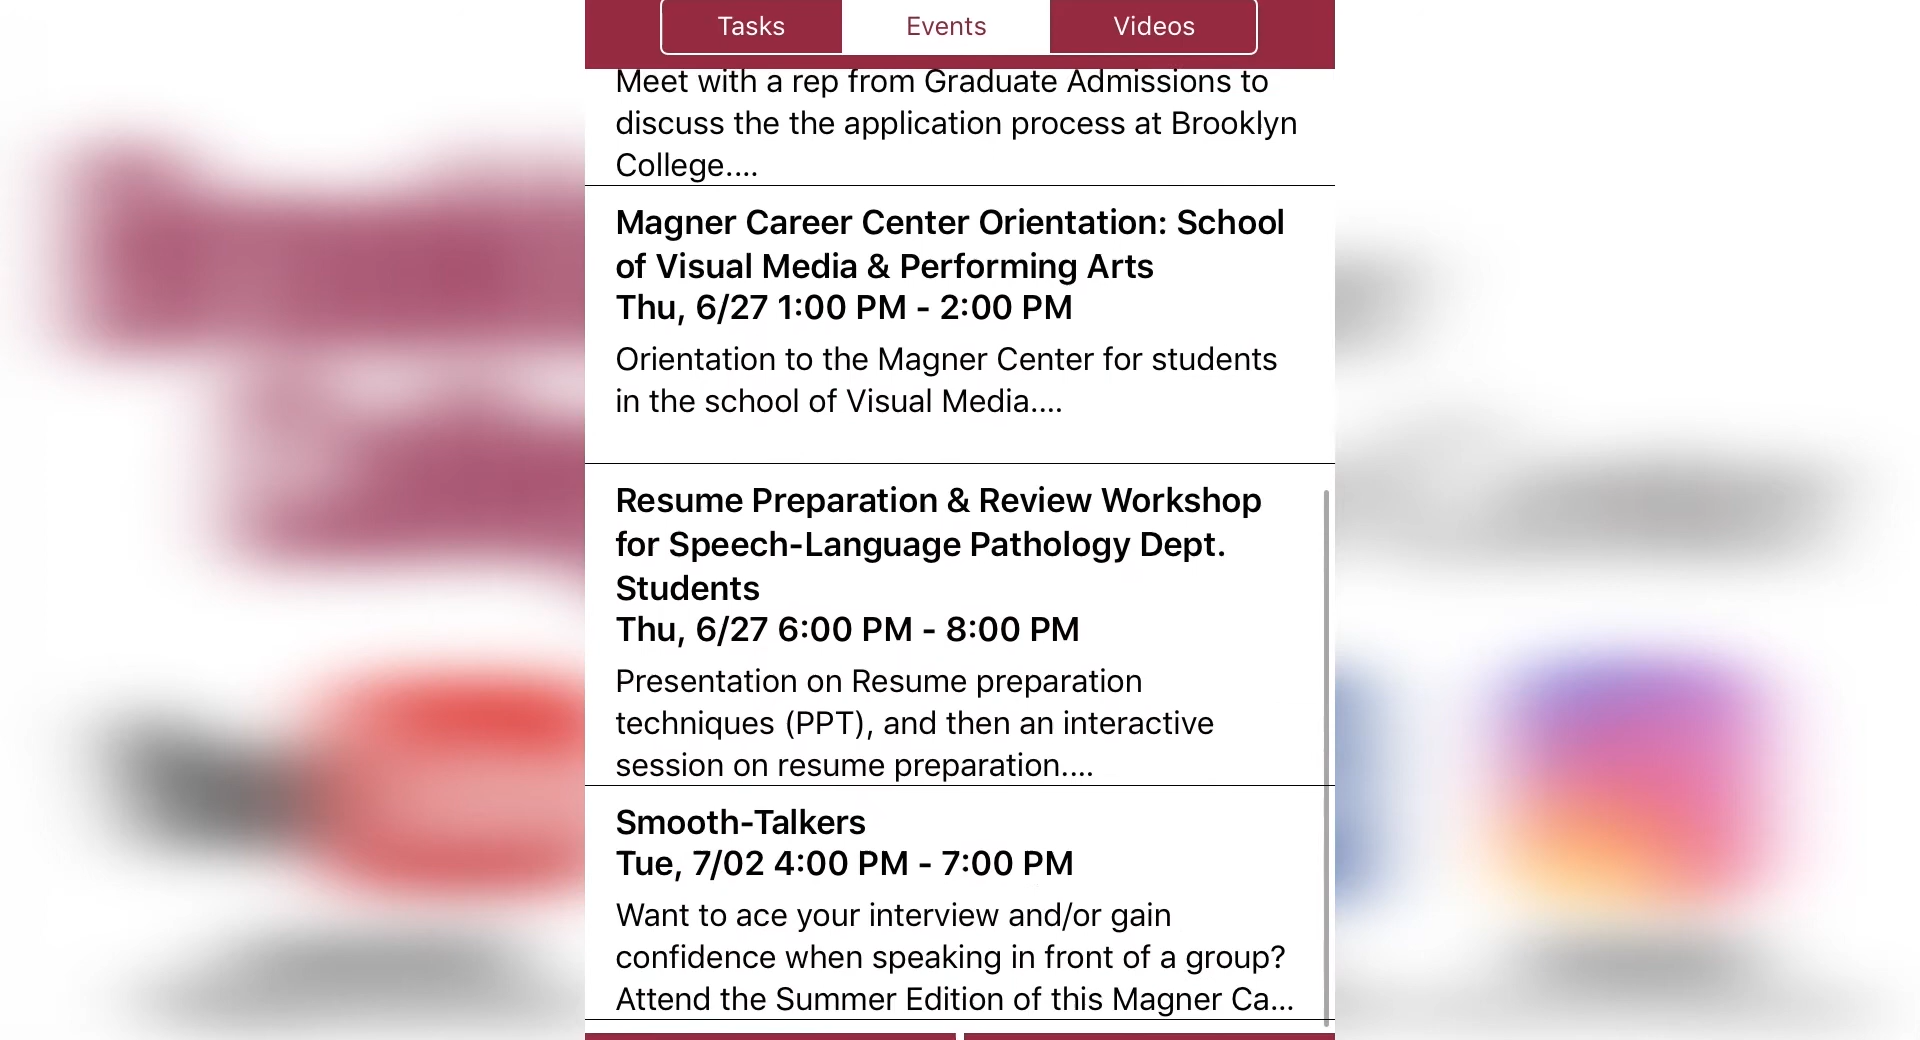 Tasks Events Videos
Meet with a rep from Graduate Admissions to
discuss the the application process at Brooklyn
College....
Magner Career Center Orientation: School
of Visual Media & Performing Arts
Thu, 6/27 1:00 PM - 2:00 PM
Orientation to the Magner Center for students
in the school of Visual Media....
Resume Preparation & Review Workshop
for Speech-Language Pathology Dept.
Students
Thu, 6/27 6:00 PM - 8:00 PM
Presentation on Resume preparation
techniques (PPT), and then an interactive
session on resume preparation....
Smooth-Talkers
Tue, 7/02 4:00 PM - 7:00 PM
Want to ace your interview and/or gain
confidence when speaking in front of a group?
Attend the Summer Edition of this Magner Ca...